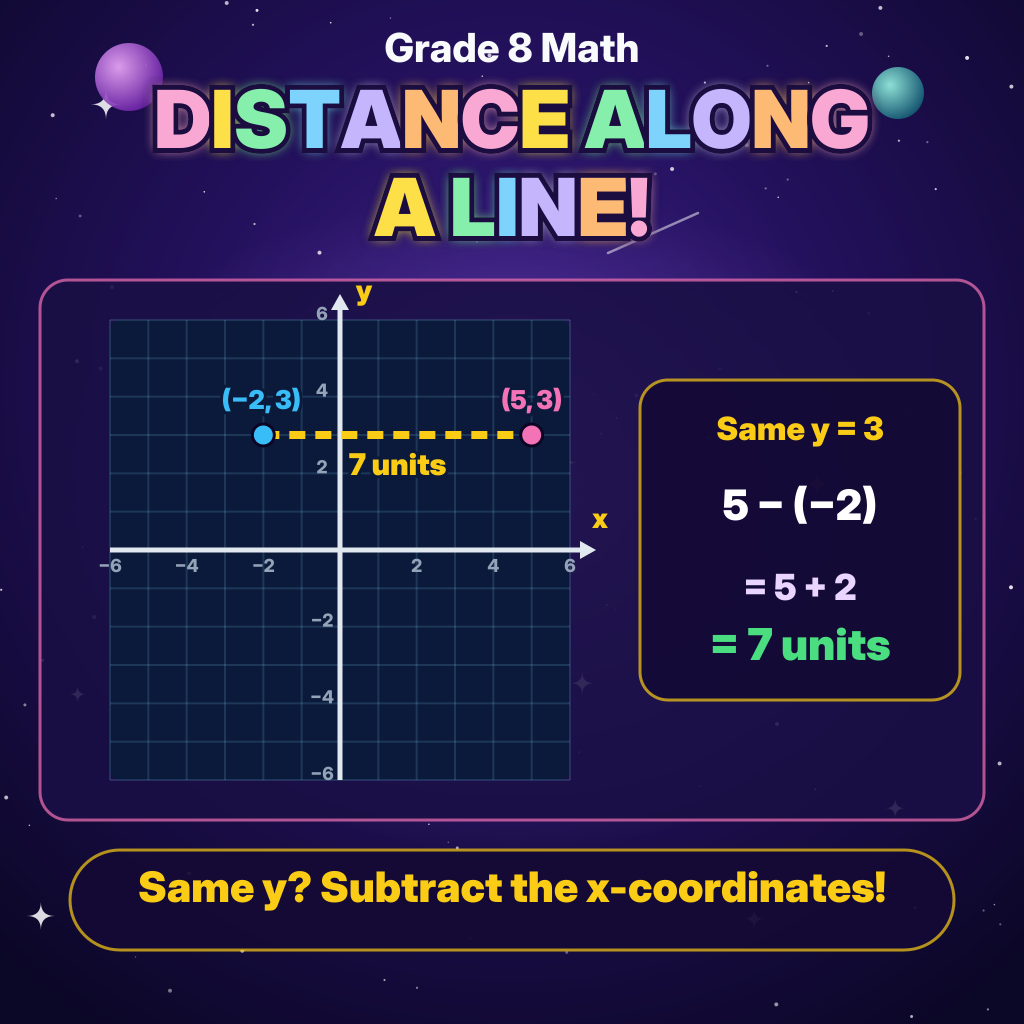 Grade 8 Math
DISTANCE ALONG
A LINE!
y
6
(−2, 3)
4
(5, 3)
2
7 units
x
−6
−4
−2
2
4
6
−2
−4
−6
Same y = 3
5 − (−2)
= 5 + 2
= 7 units
Same y? Subtract the x-coordinates!